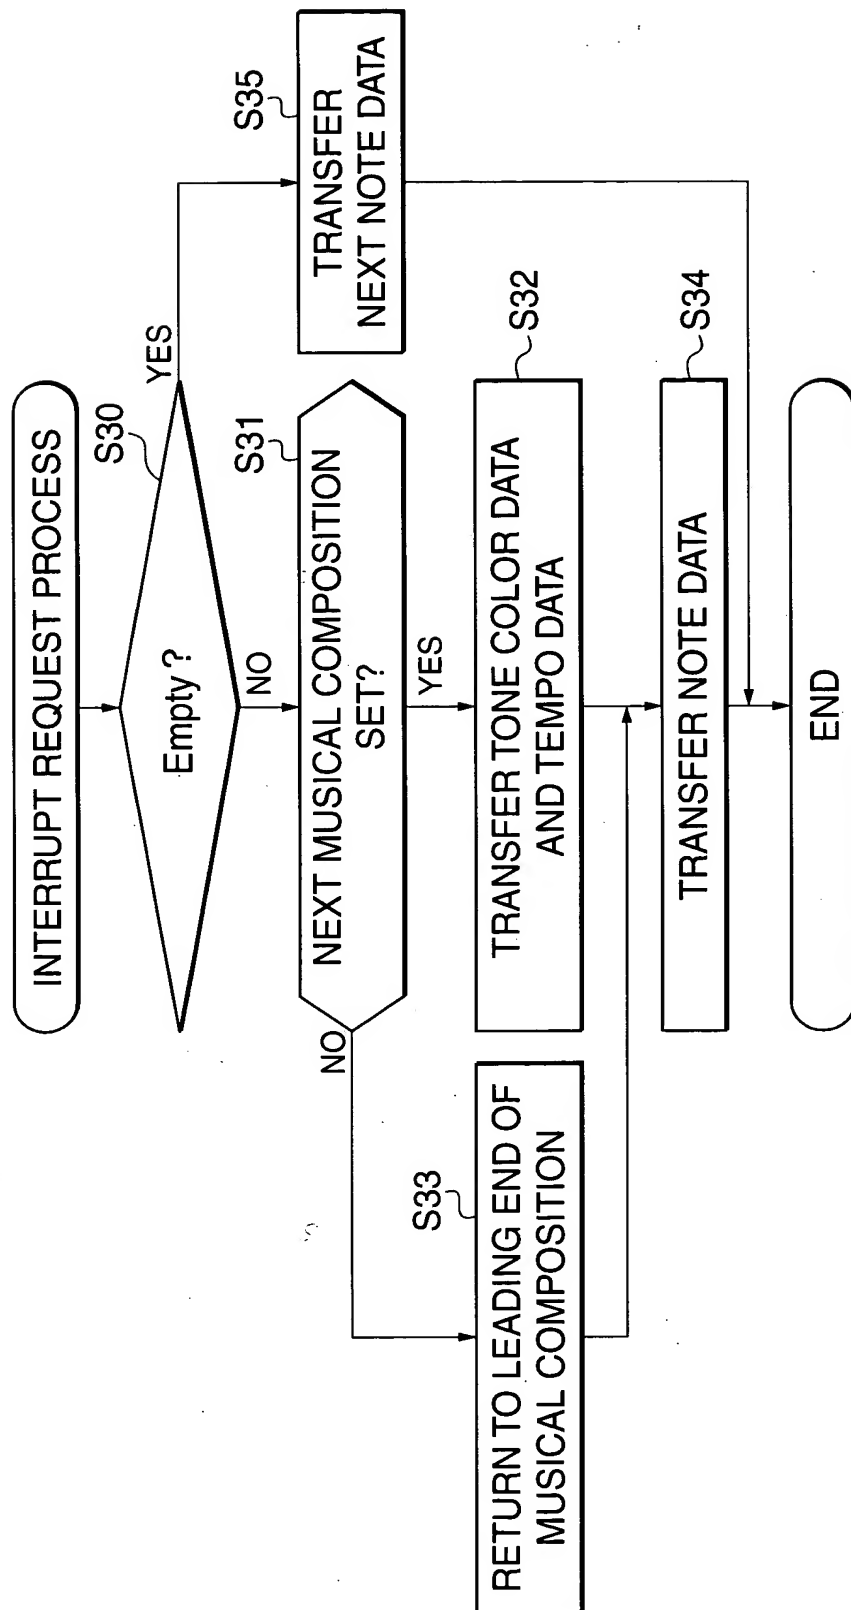 INTERRUPT REQUEST PROCESS
S30
Empty ?
YES
NO
S35
TRANSFER
NEXT NOTE DATA
S31
NEXT MUSICAL COMPOSITION
SET?
NO
YES
S33
RETURN TO LEADING END OF
MUSICAL COMPOSITION
S32
TRANSFER TONE COLOR DATA
AND TEMPO DATA
S34
TRANSFER NOTE DATA
END